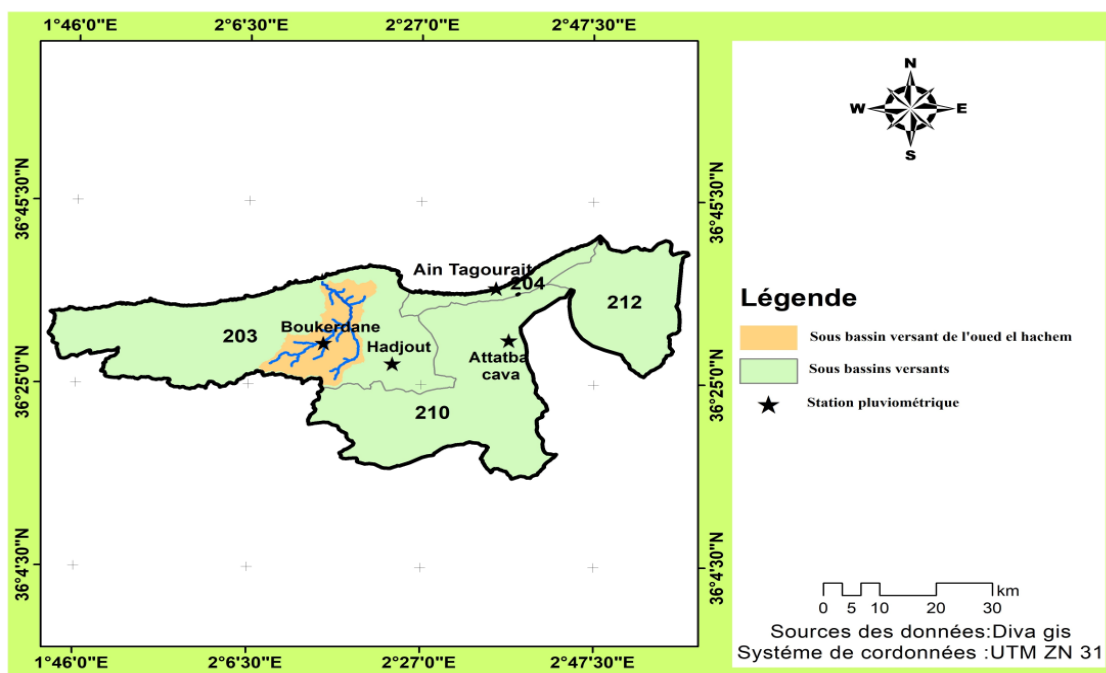 1°46'0"E 2°6'30"E 2°27'0"E 2°47'30"E
36°45'30"N
36°25'0"N
36°4'30"N
Ain Tagourait
204
212
203
Boukerdane
Hadjout
Attatba
cava
210
36°45'30"N
36°25'0"N
36°4'30"N
1°46'0"E 2°6'30"E 2°27'0"E 2°47'30"E
N
W E
S
Légende
Sous bassin versant de l'oued el hachem
Sous bassins versants
Station pluviométrique
km
0 5 10 20 30
Sources des données:Diva gis
Systéme de cordonnées :UTM ZN 31